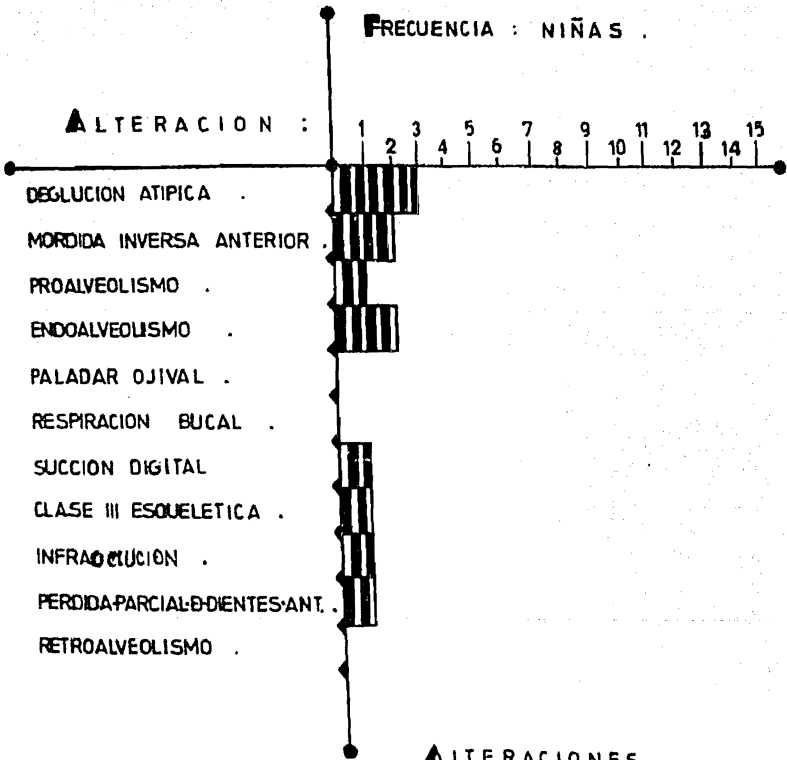 FRECUENCIA : NIÑAS .
ALTERACION :
1 2 3 4 5 6 7 8 9 10 11 12 13 14 15
DEGLUCION ATIPICA .
MORDIDA INVERSA ANTERIOR .
PROALVEOLISMO .
ENDOALVEOLISMO .
PALADAR OJIVAL .
RESPIRACION BUCAL .
SUCCION DIGITAL
CLASE III ESQUELETICA .
INFRAOCLUCION .
PERDIDA·PARCIAL·D·DIENTES·ANT. .
RETROALVEOLISMO .
ALTERACIONES